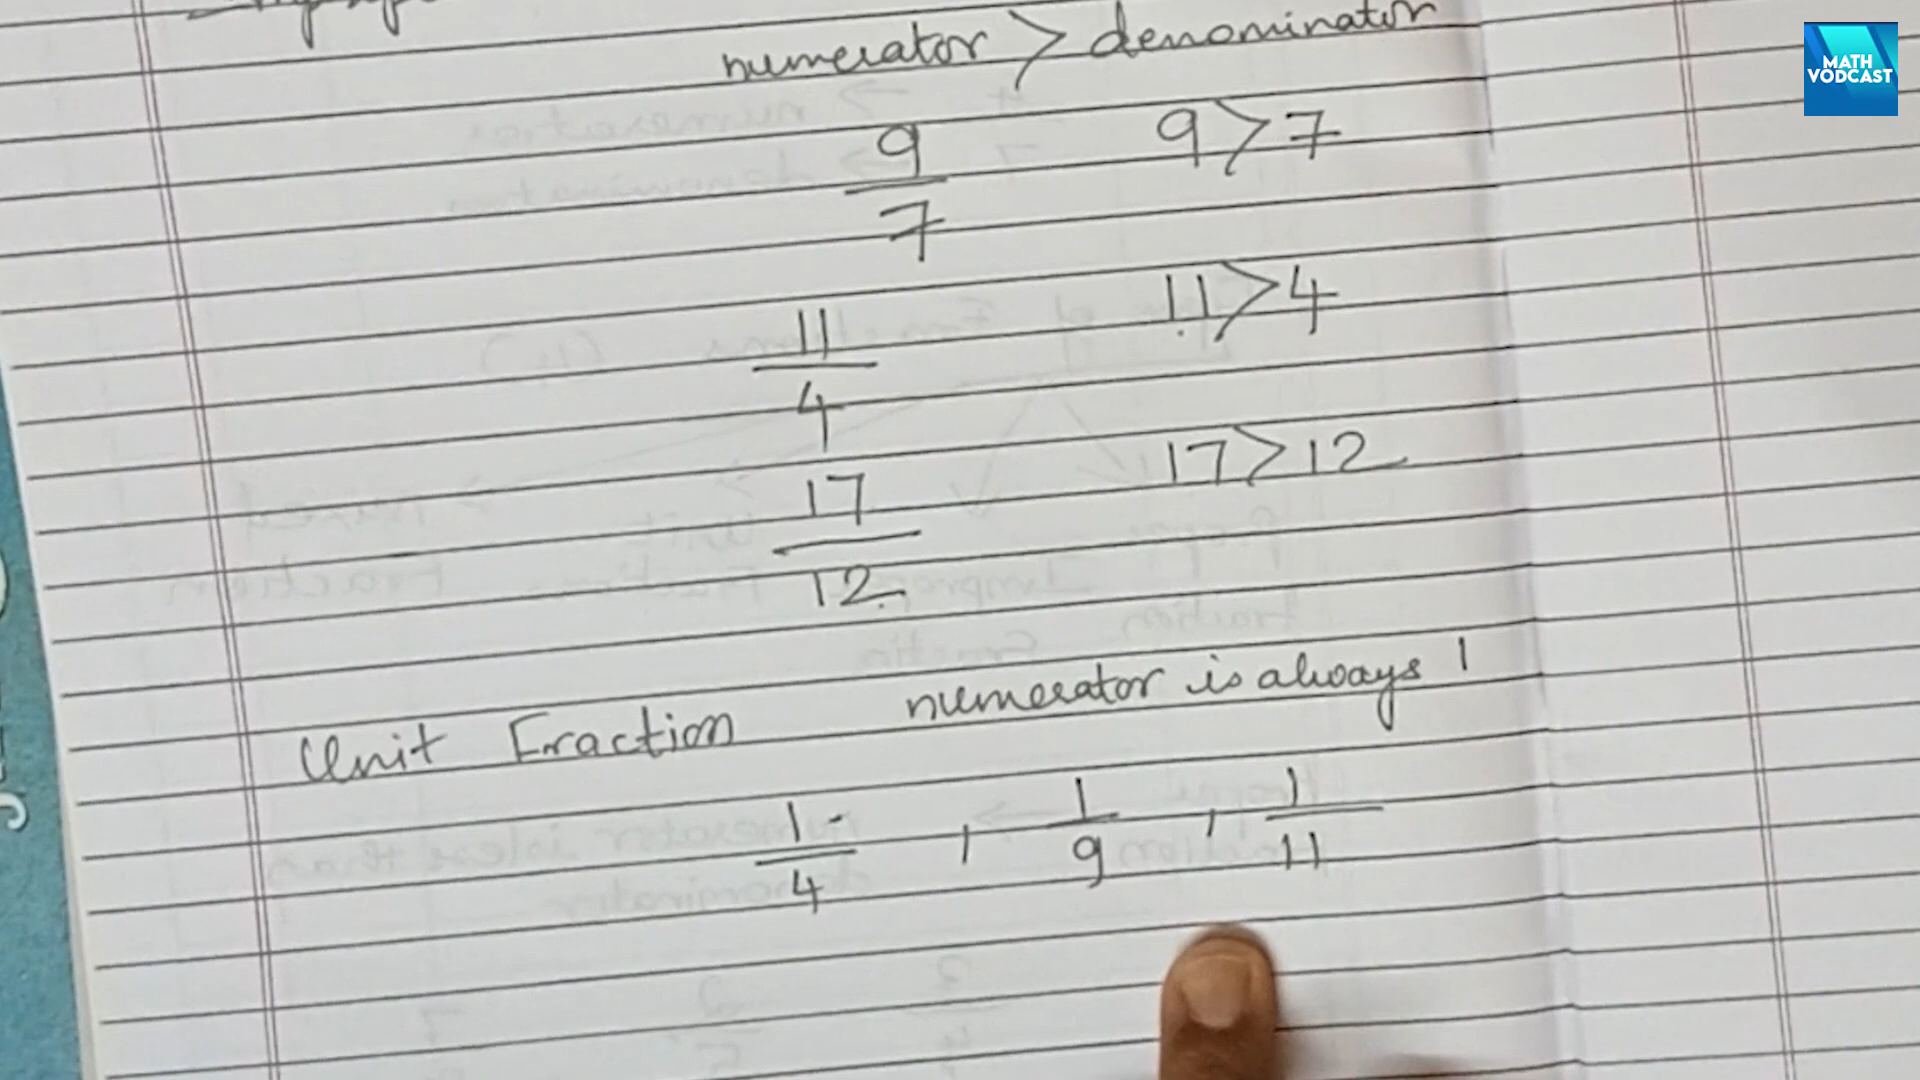 numerator > denominator
9/7 9>7
11/4 11>4
17/12 17>12
Unit Fraction numerator is always 1
1/4 , 1/9 , 1/11
MATH
VODCAST